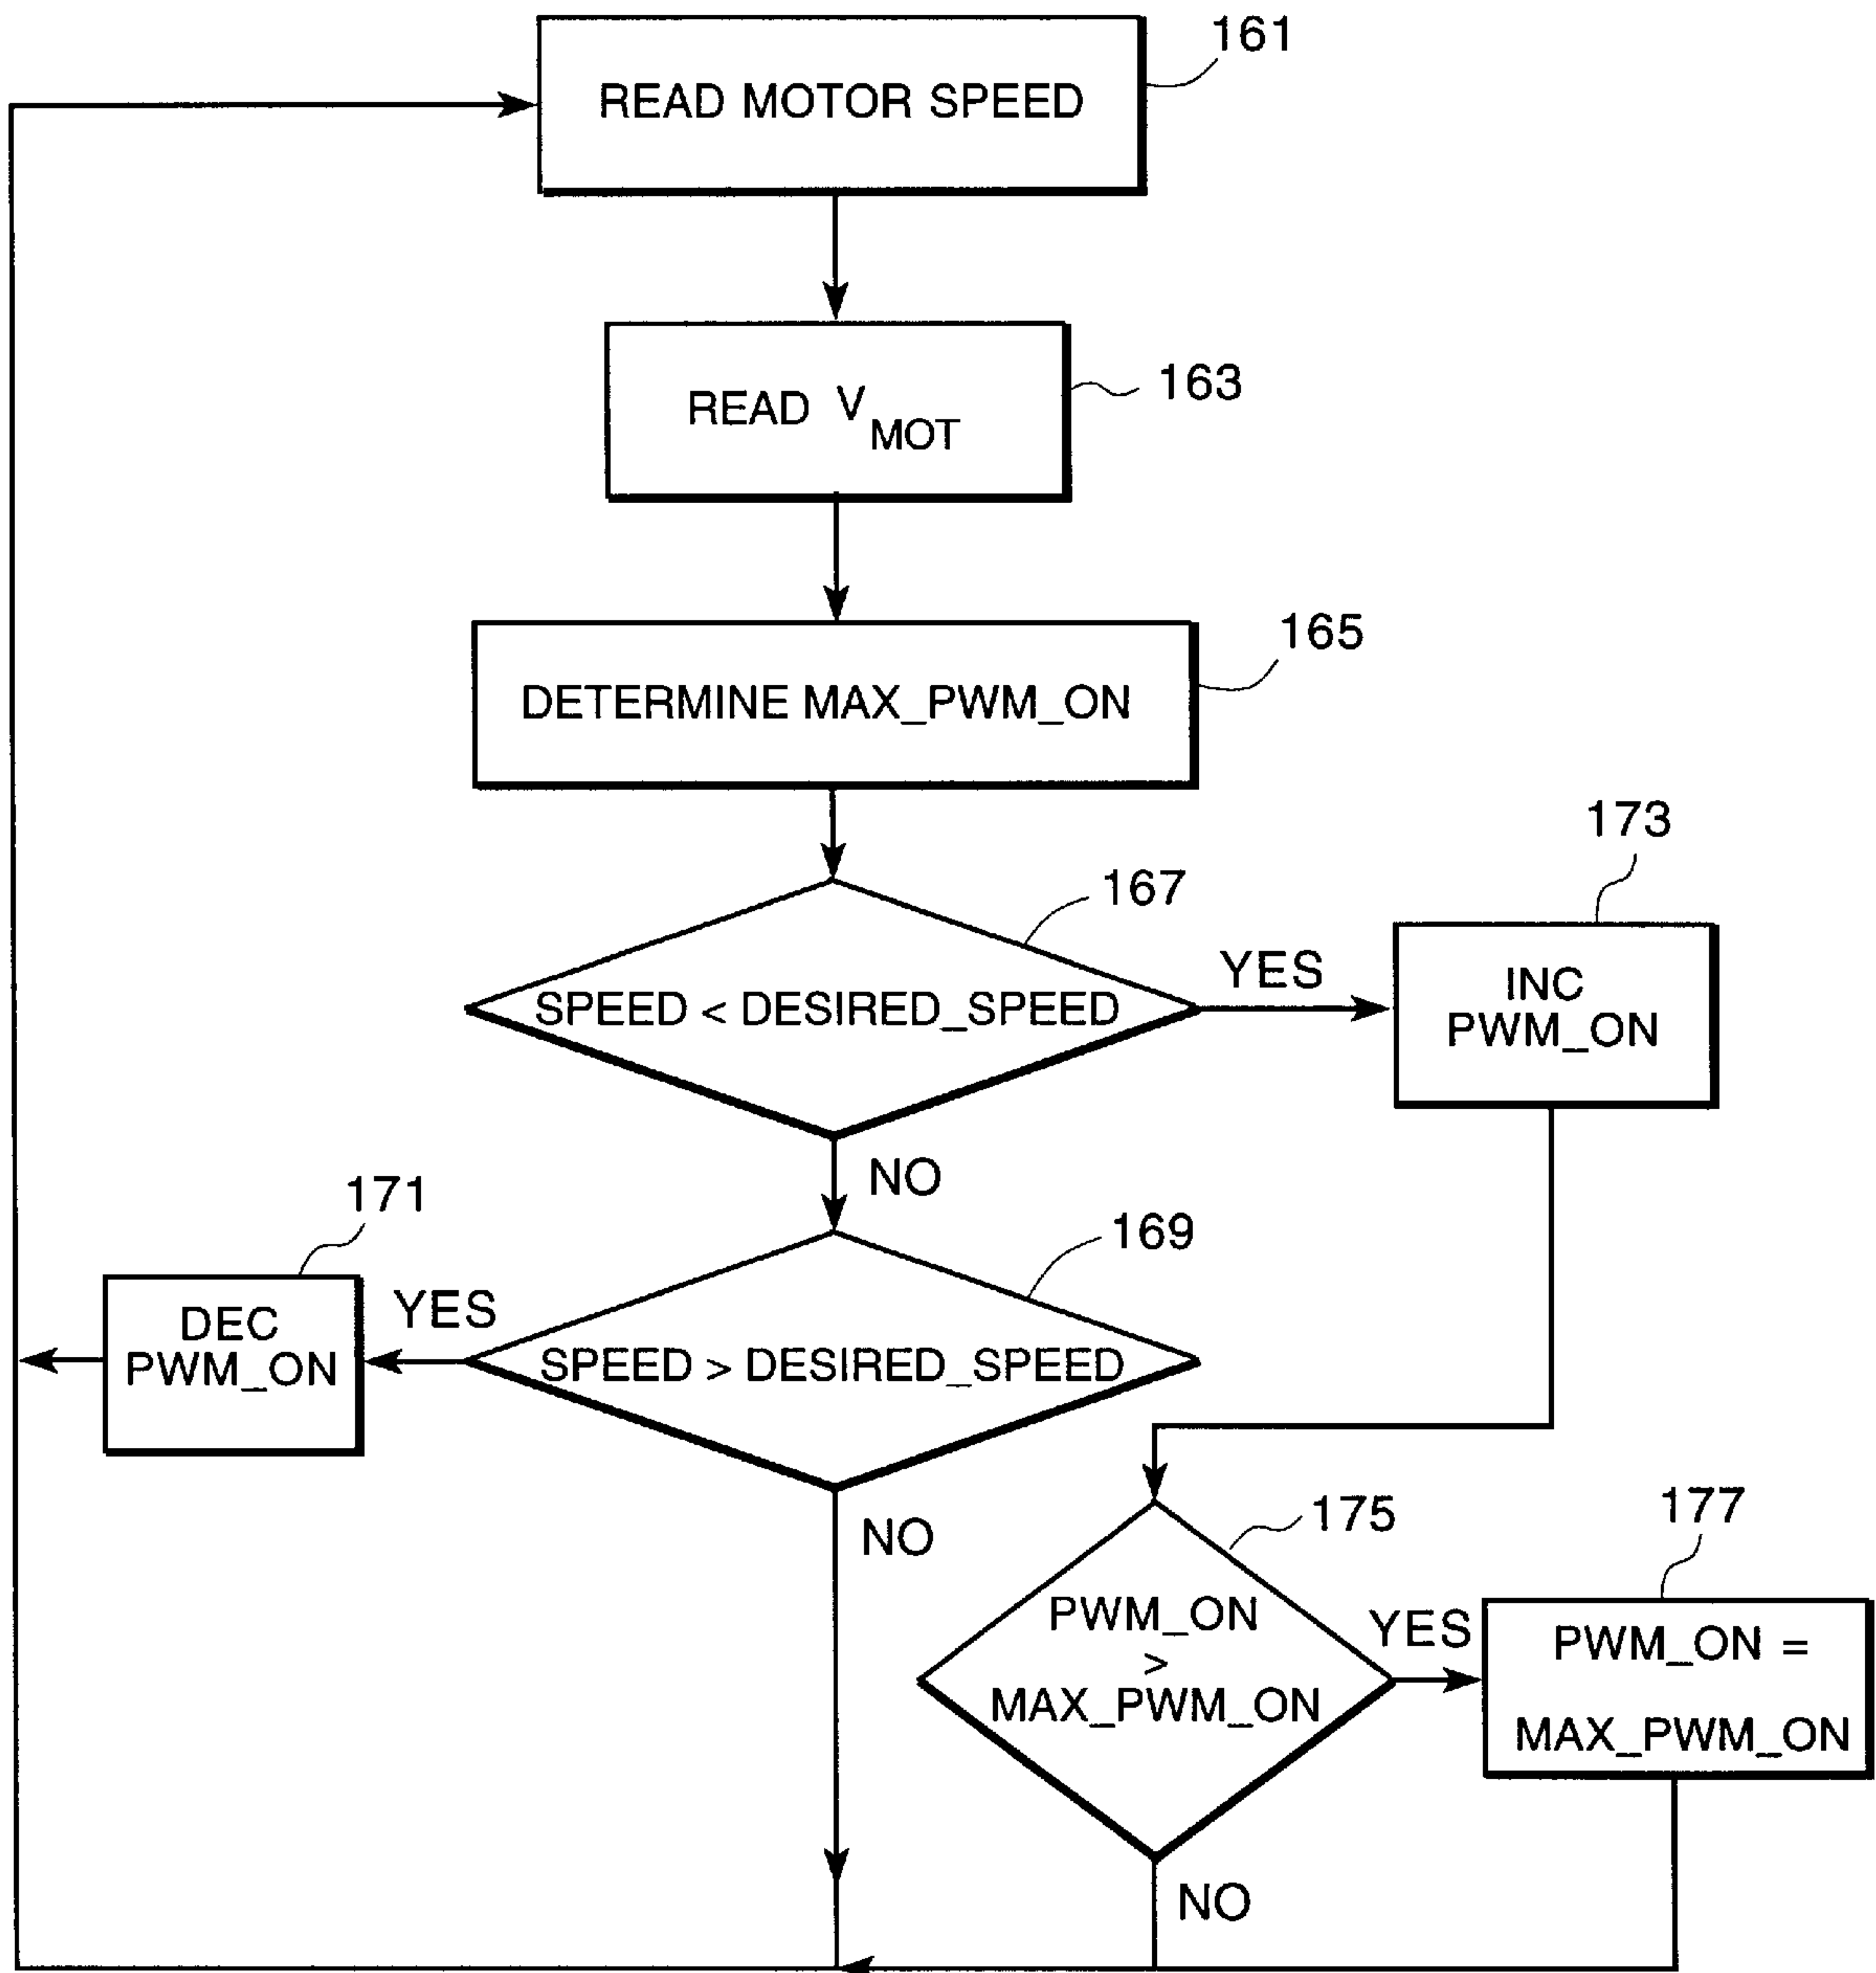 161
READ MOTOR SPEED
163
READ V MOT
165
DETERMINE MAX_PWM_ON
173
167
YES
INC
PWM_ON
SPEED < DESIRED_SPEED
NO
171
169
YES
DEC
PWM_ON
SPEED > DESIRED_SPEED
NO
175
177
PWM_ON
>
MAX_PWM_ON
YES
PWM_ON =
MAX_PWM_ON
NO